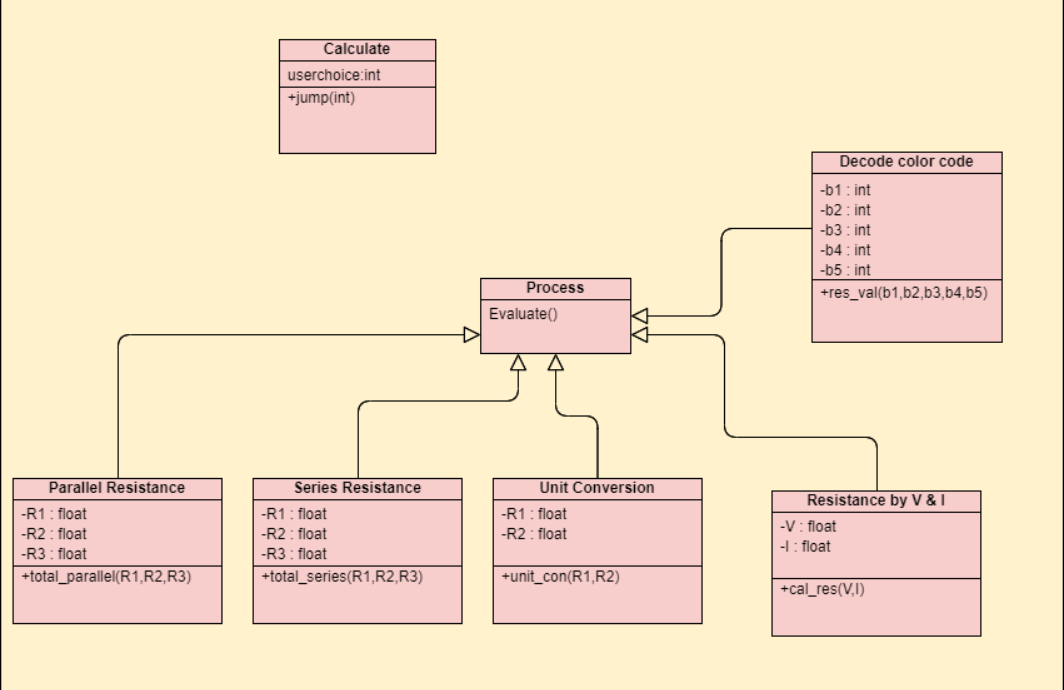 Calculate
userchoice:int
+jump(int)
Decode color code
-b1 : int
-b2 : int
-b3 : int
-b4 : int
-b5 : int
+res_val(b1,b2,b3,b4,b5)
Process
Evaluate()
Parallel Resistance
-R1 : float
-R2 : float
-R3 : float
+total_parallel(R1,R2,R3)
Series Resistance
-R1 : float
-R2 : float
-R3 : float
+total_series(R1,R2,R3)
Unit Conversion
-R1 : float
-R2 : float
+unit_con(R1,R2)
Resistance by V & I
-V : float
-I : float
+cal_res(V,I)